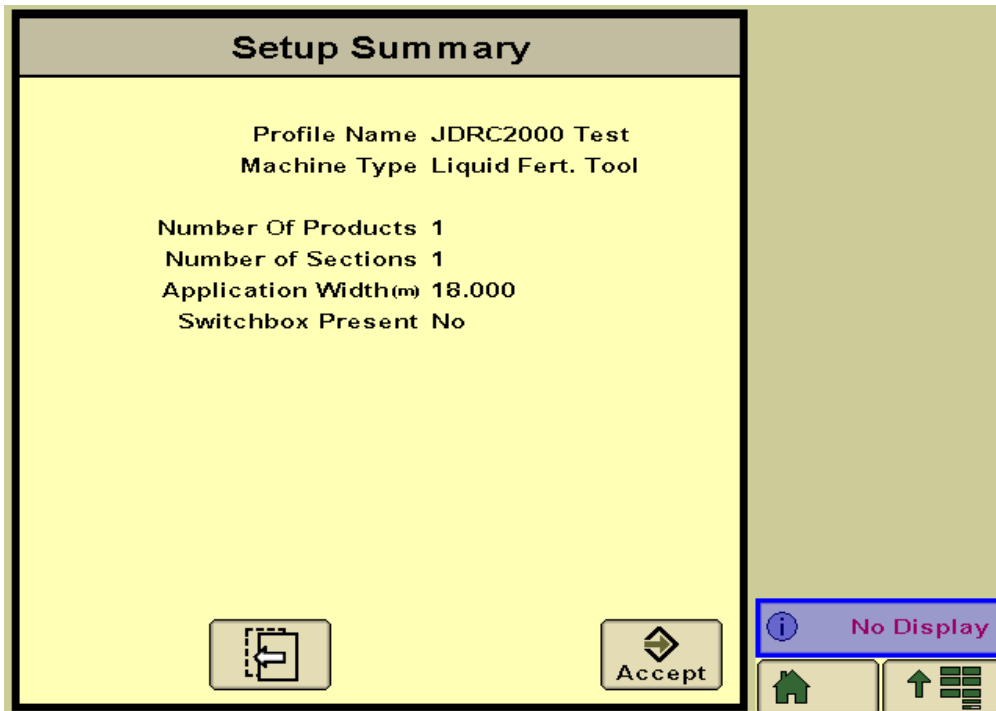 Setup Summary
Profile Name JDRC2000 Test
Machine Type Liquid Fert. Tool
Number Of Products 1
Number of Sections 1
Application Width(m) 18.000
Switchbox Present No
Accept
i No Display